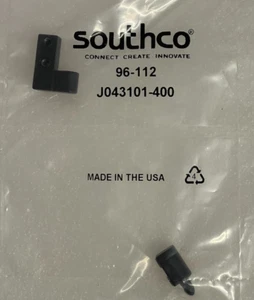 southco
CONNECT CREATE INNOVATE
96-112
J043101-400
MADE IN THE USA
4